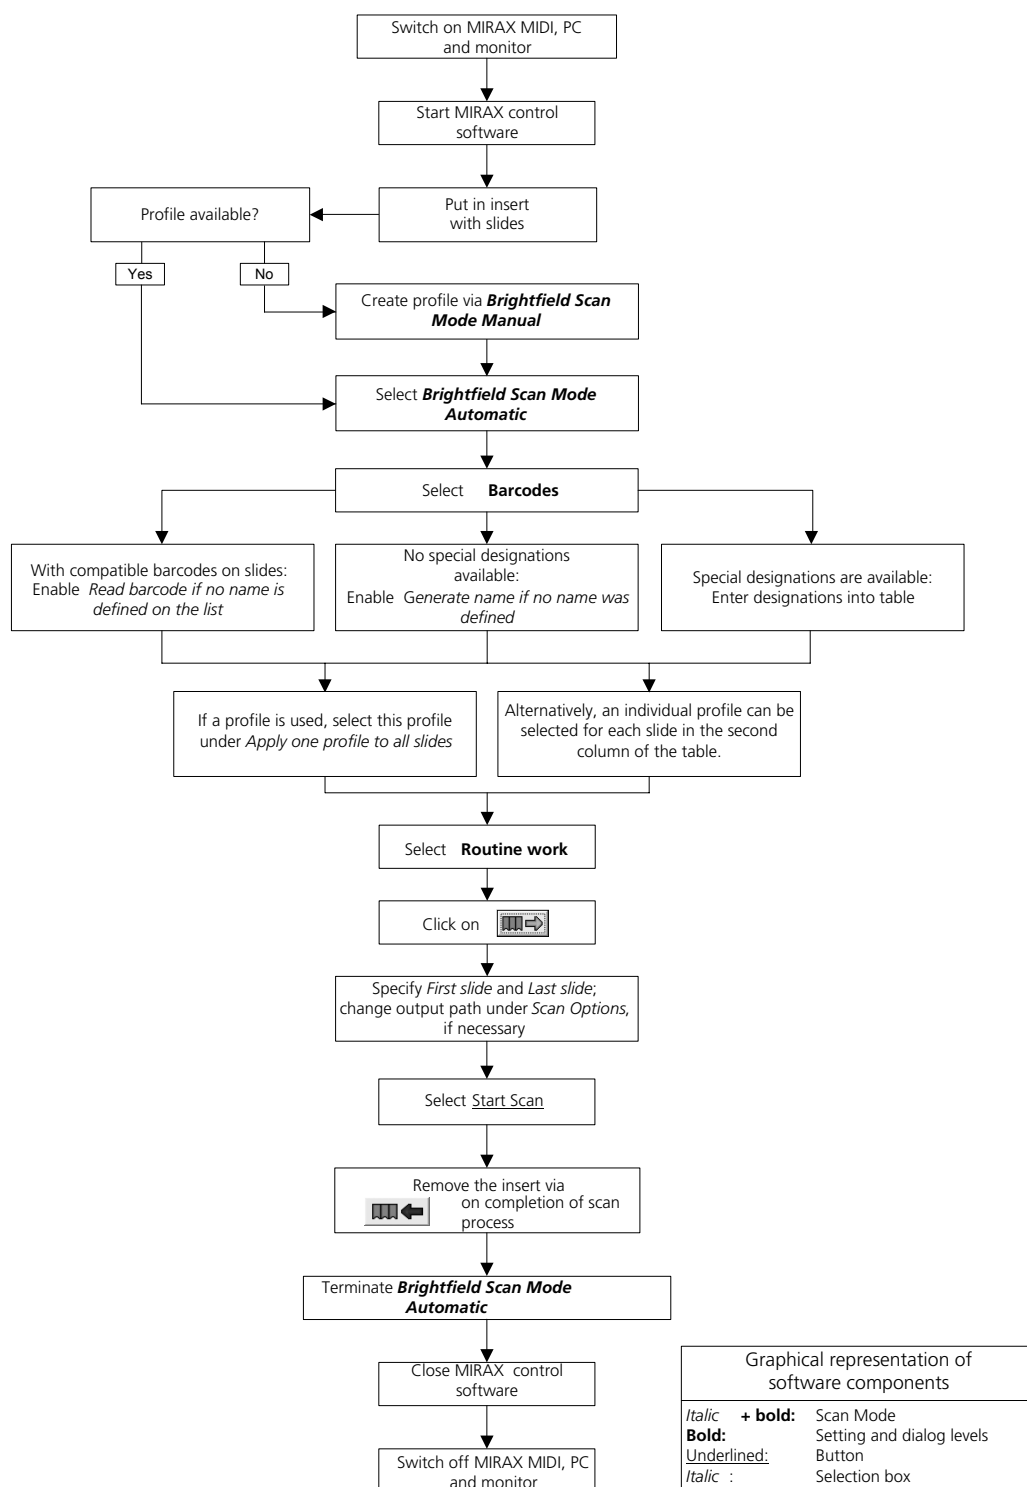 Switch on MIRAX MIDI, PC
and monitor
Start MIRAX control
software
Put in insert
with slides
Profile available?
Yes
No
Create profile via Brightfield Scan
Mode Manual
Select Brightfield Scan Mode
Automatic
Select Barcodes
With compatible barcodes on slides:
Enable Read barcode if no name is
defined on the list
No special designations
available:
Enable Generate name if no name was
defined
Special designations are available:
Enter designations into table
If a profile is used, select this profile
under Apply one profile to all slides
Alternatively, an individual profile can be
selected for each slide in the second
column of the table.
Select Routine work
Click on
Specify First slide and Last slide;
change output path under Scan Options,
if necessary
Select Start Scan
Remove the insert via
on completion of scan
process
Terminate Brightfield Scan Mode
Automatic
Close MIRAX control
software
Switch off MIRAX MIDI, PC
and monitor
Graphical representation of
software components
Italic + bold: Scan Mode
Bold: Setting and dialog levels
Underlined: Button
Italic : Selection box